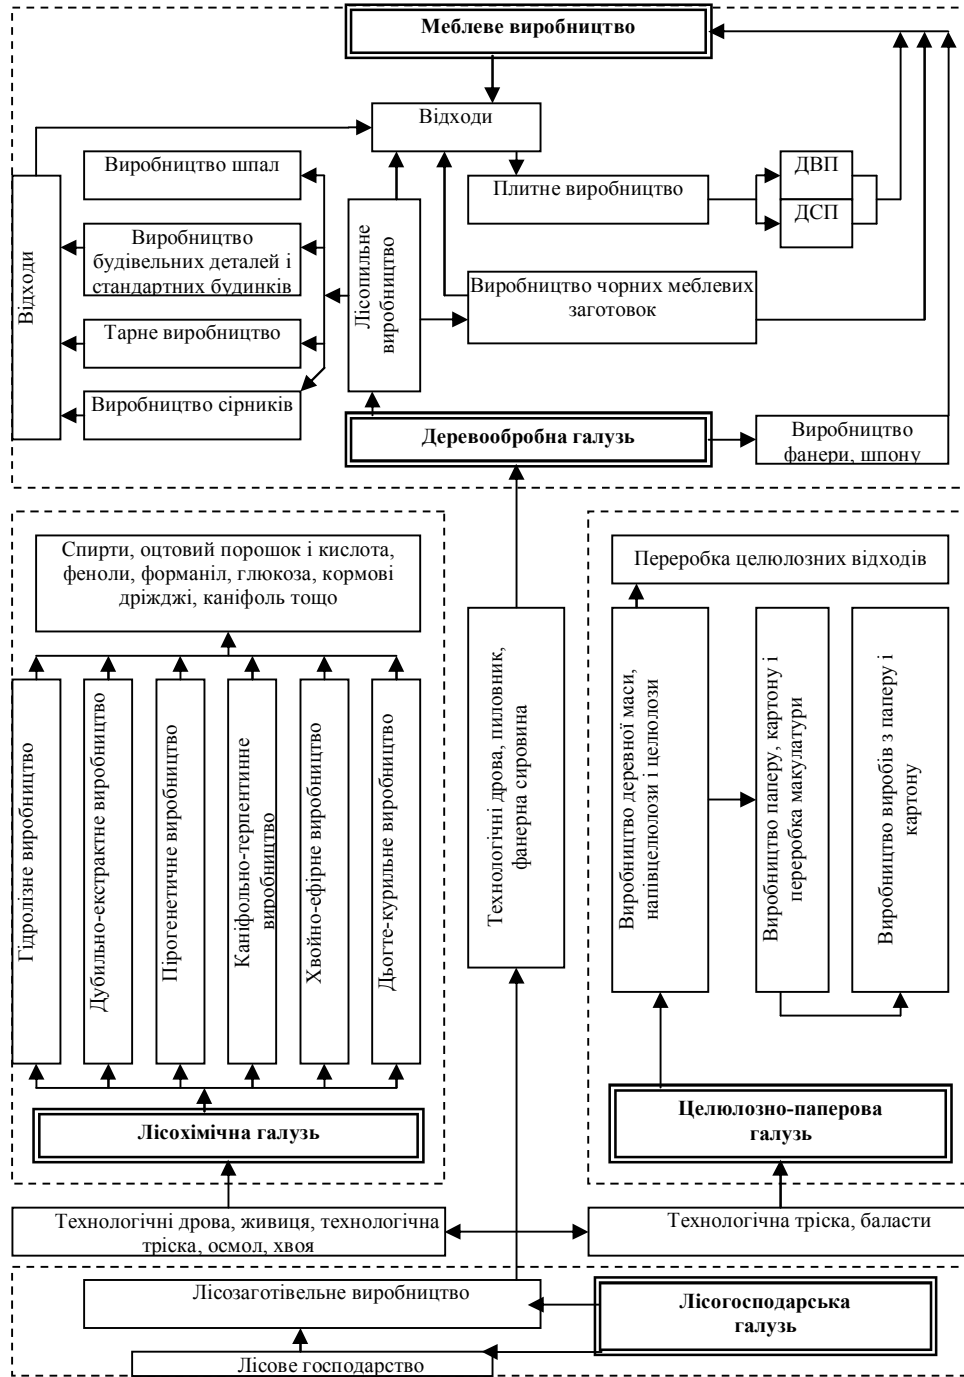 Меблеве виробництво
Відходи
Виробництво шпал
Плитне виробництво
ДВП
ДСП
Відходи
Виробництво
будівельних деталей і
стандартних будинків
Лісопильне
виробництво
Виробництво чорних меблевих
заготовок
Тарне виробництво
Виробництво сірників
Деревообробна галузь
Виробництво
фанери, шпону
Спирти, оцтовий порошок і кислота,
феноли, форманіл, глюкоза, кормові
дріжджі, каніфоль тощо
Переробка целюлозних відходів
Гідролізне виробництво
Дубильно-екстрактне виробництво
Пірогенетичне виробництво
Каніфольно-терпентинне
виробництво
Хвойно-ефірне виробництво
Дьогте-курильне виробництво
Технологічні дрова, пиловник,
фанерна сировина
Виробництво деревної маси,
напівцелюлози і целюлози
Виробництво паперу, картону і
переробка макулатури
Виробництво виробів з паперу і
картону
Лісохімічна галузь
Целюлозно-паперова
галузь
Технологічні дрова, живиця, технологічна
тріска, осмол, хвоя
Технологічна тріска, баласти
Лісозаготівельне виробництво
Лісогосподарська
галузь
Лісове господарство